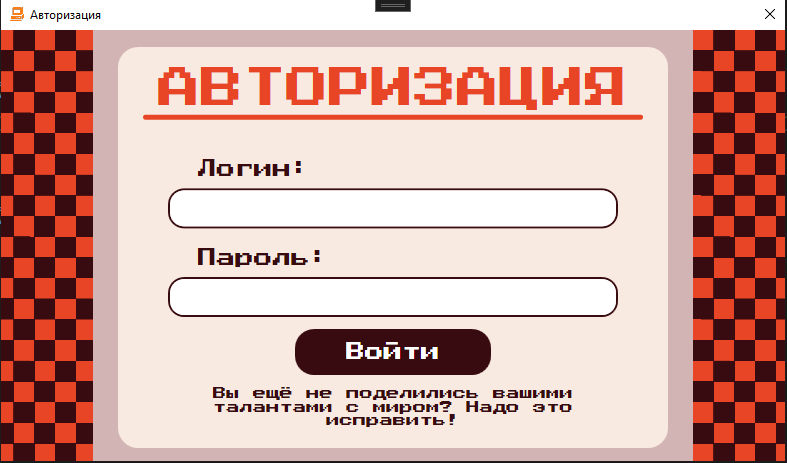 Авторизация
АВТОРИЗАЦИЯ
Логин:
Пароль:
Войти
Вы ещё не поделились вашими
талантами с миром? Надо это
исправить!